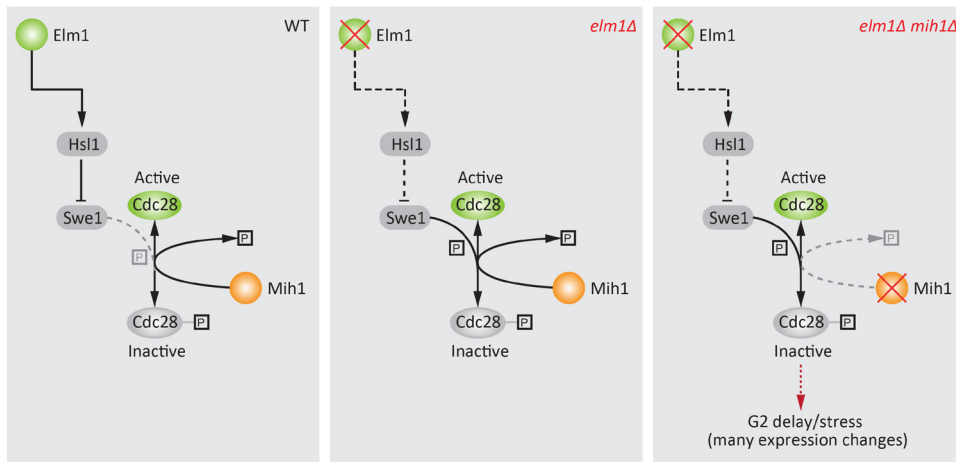 WT
Elm1
Hsl1
Swe1
Active
Cdc28
P
P
Mih1
Cdc28
P
Inactive
elm1Δ
Elm1
Hsl1
Swe1
Active
Cdc28
P
P
Mih1
Cdc28
P
Inactive
elm1Δ mih1Δ
Elm1
Hsl1
Swe1
Active
Cdc28
P
P
Mih1
Cdc28
P
Inactive
G2 delay/stress
(many expression changes)